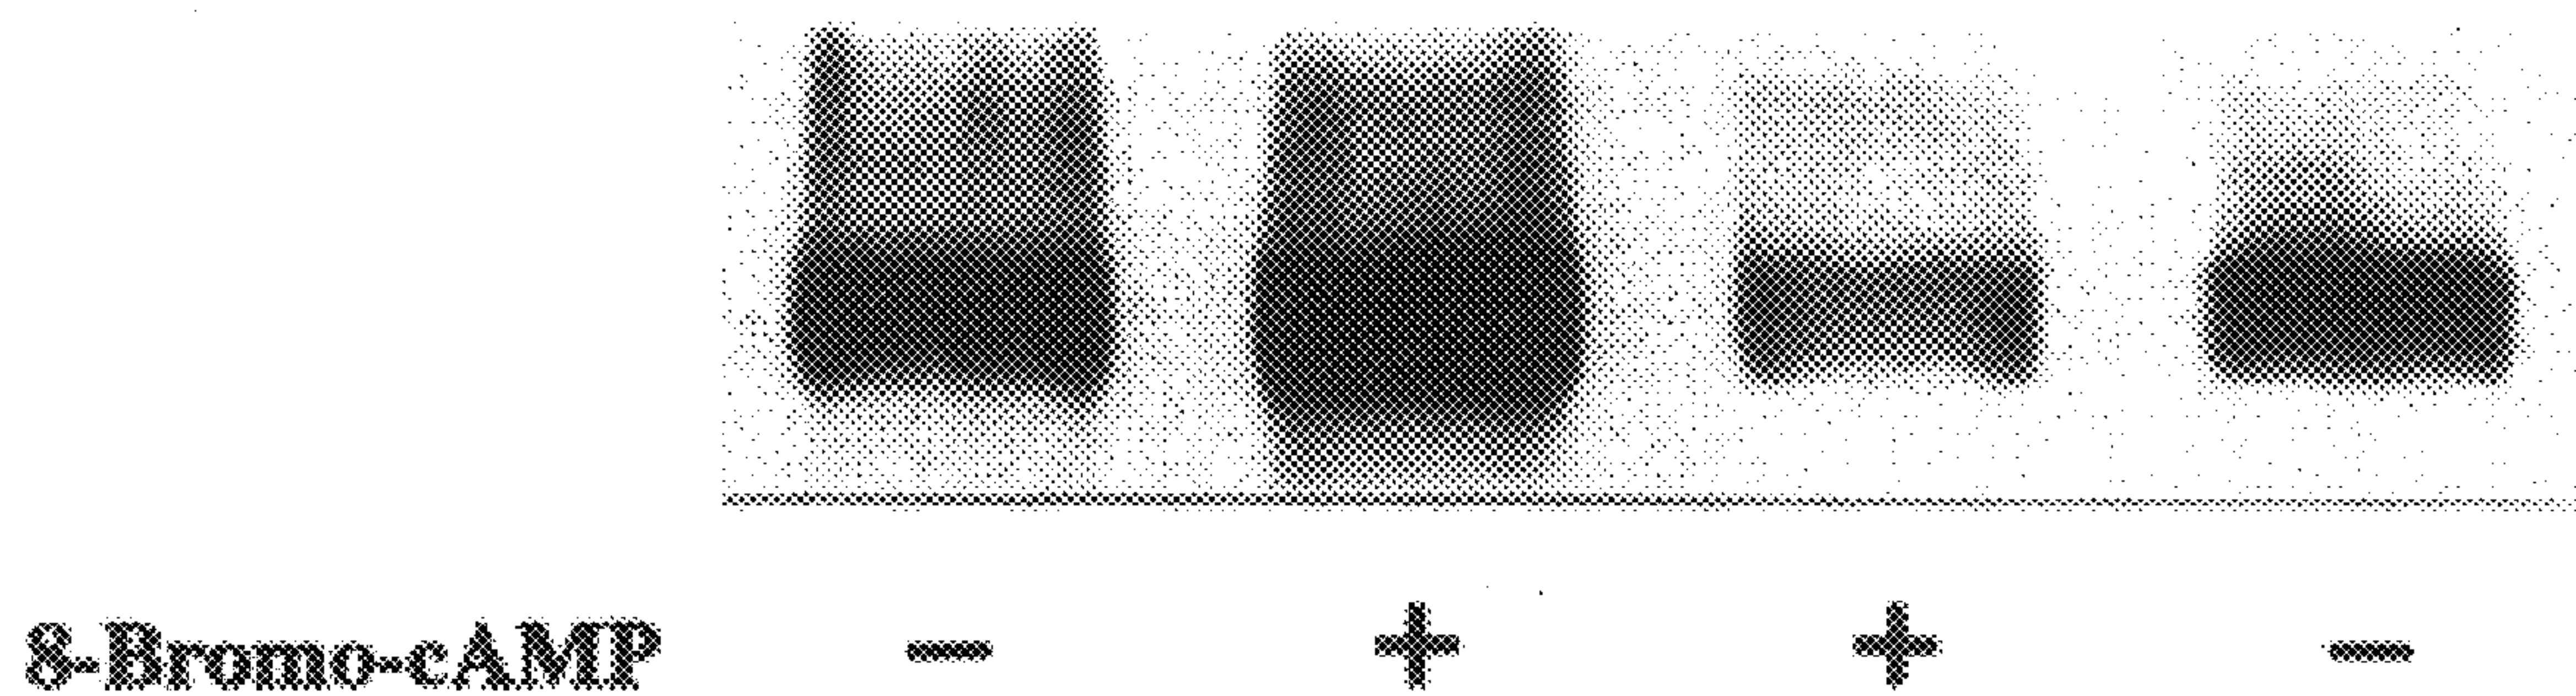 8-Bromo-cAMP − + + −